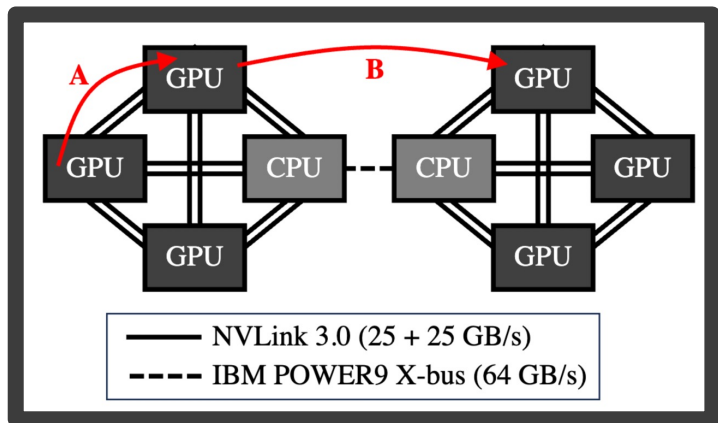 A
B
GPU
GPU
GPU
CPU
CPU
GPU
GPU
GPU
NVLink 3.0 (25 + 25 GB/s)
IBM POWER9 X-bus (64 GB/s)